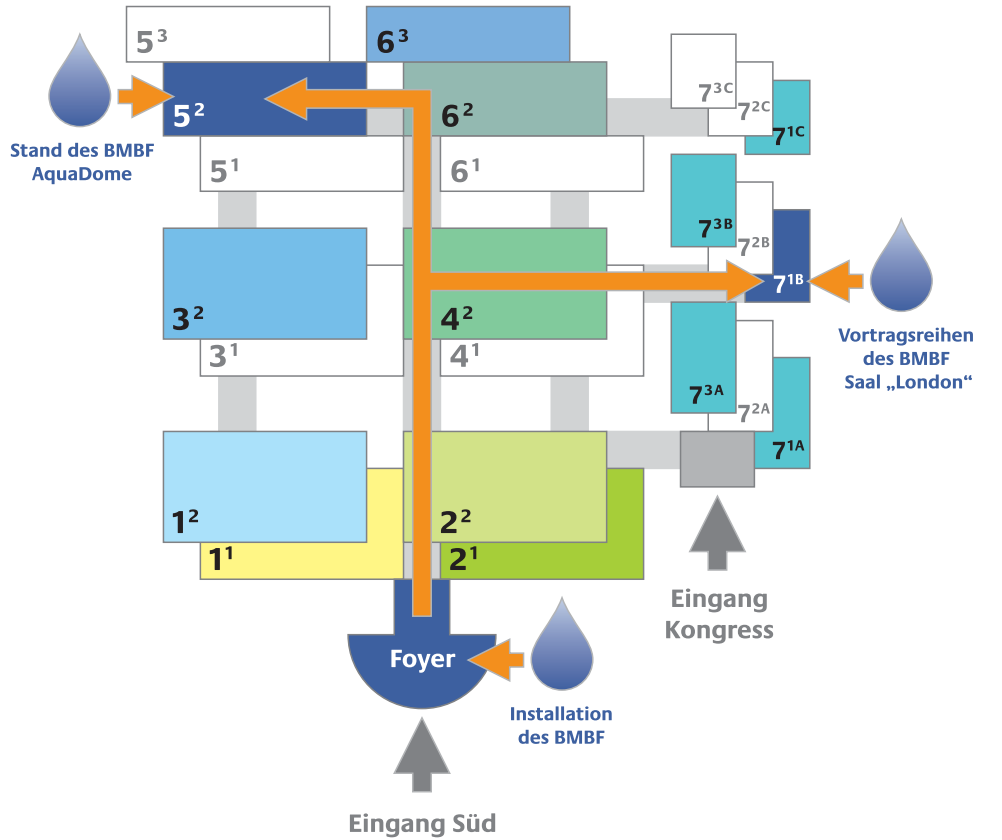 5³
6³
7³ᶜ
7²ᶜ
7¹ᶜ
5²
6²
Stand des BMBF
AquaDome
5¹
6¹
7³ᴮ
7²ᴮ
7¹ᴮ
3²
4²
Vortragsreihen
des BMBF
Saal „London“
3¹
4¹
7³ᴬ
7²ᴬ
7¹ᴬ
1²
2²
1¹
2¹
Eingang
Kongress
Foyer
Installation
des BMBF
Eingang Süd